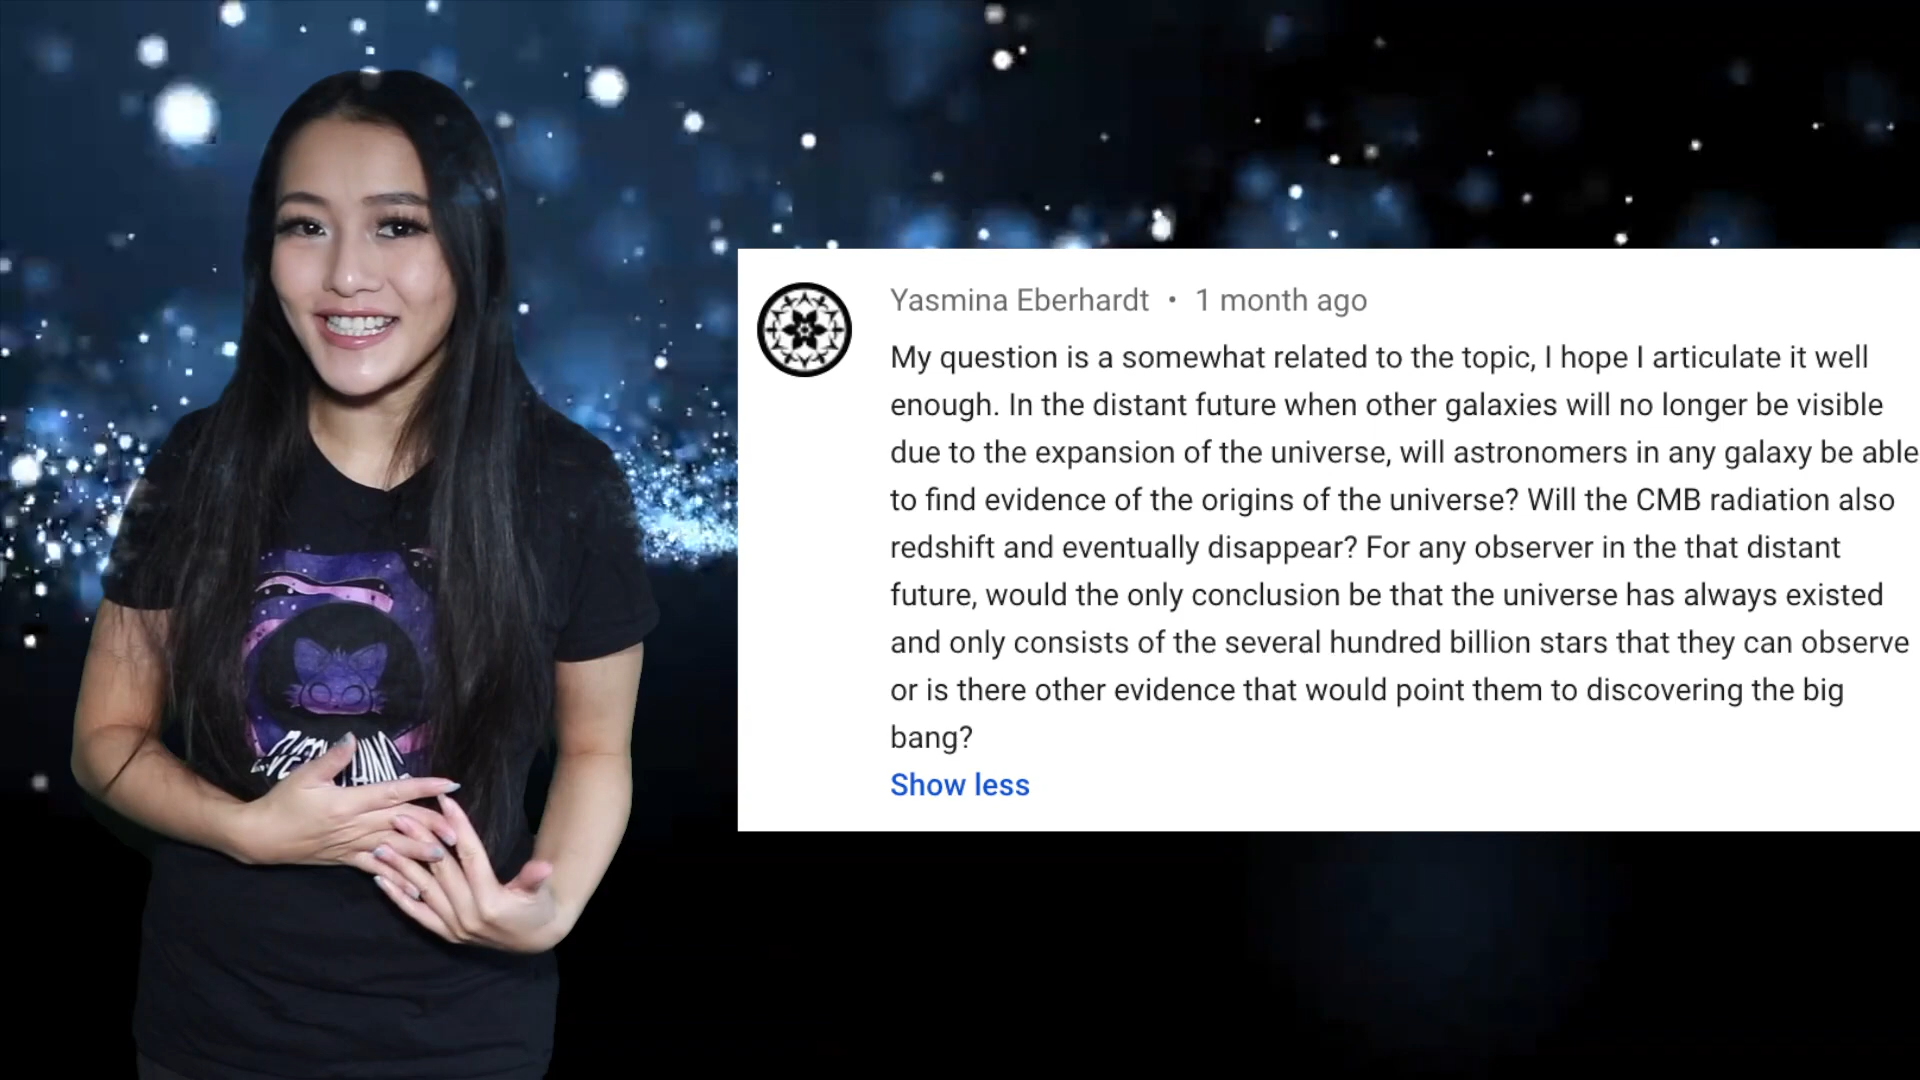 Yasmina Eberhardt • 1 month ago
My question is a somewhat related to the topic, I hope I articulate it well
enough. In the distant future when other galaxies will no longer be visible
due to the expansion of the universe, will astronomers in any galaxy be able
to find evidence of the origins of the universe? Will the CMB radiation also
redshift and eventually disappear? For any observer in the that distant
future, would the only conclusion be that the universe has always existed
and only consists of the several hundred billion stars that they can observe
or is there other evidence that would point them to discovering the big
bang?
Show less